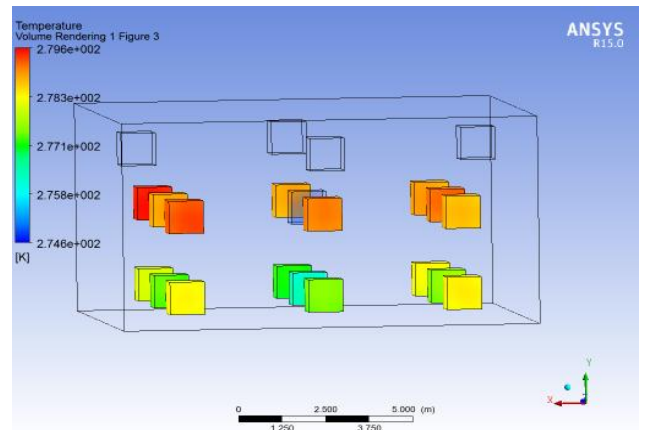 Temperature
Volume Rendering 1 Figure 3
ANSYS
R15.0
2.796e+002
2.783e+002
2.771e+002
2.758e+002
2.746e+002
[K]
Y
X
0 2.500 5.000 (m)
1.250 3.750